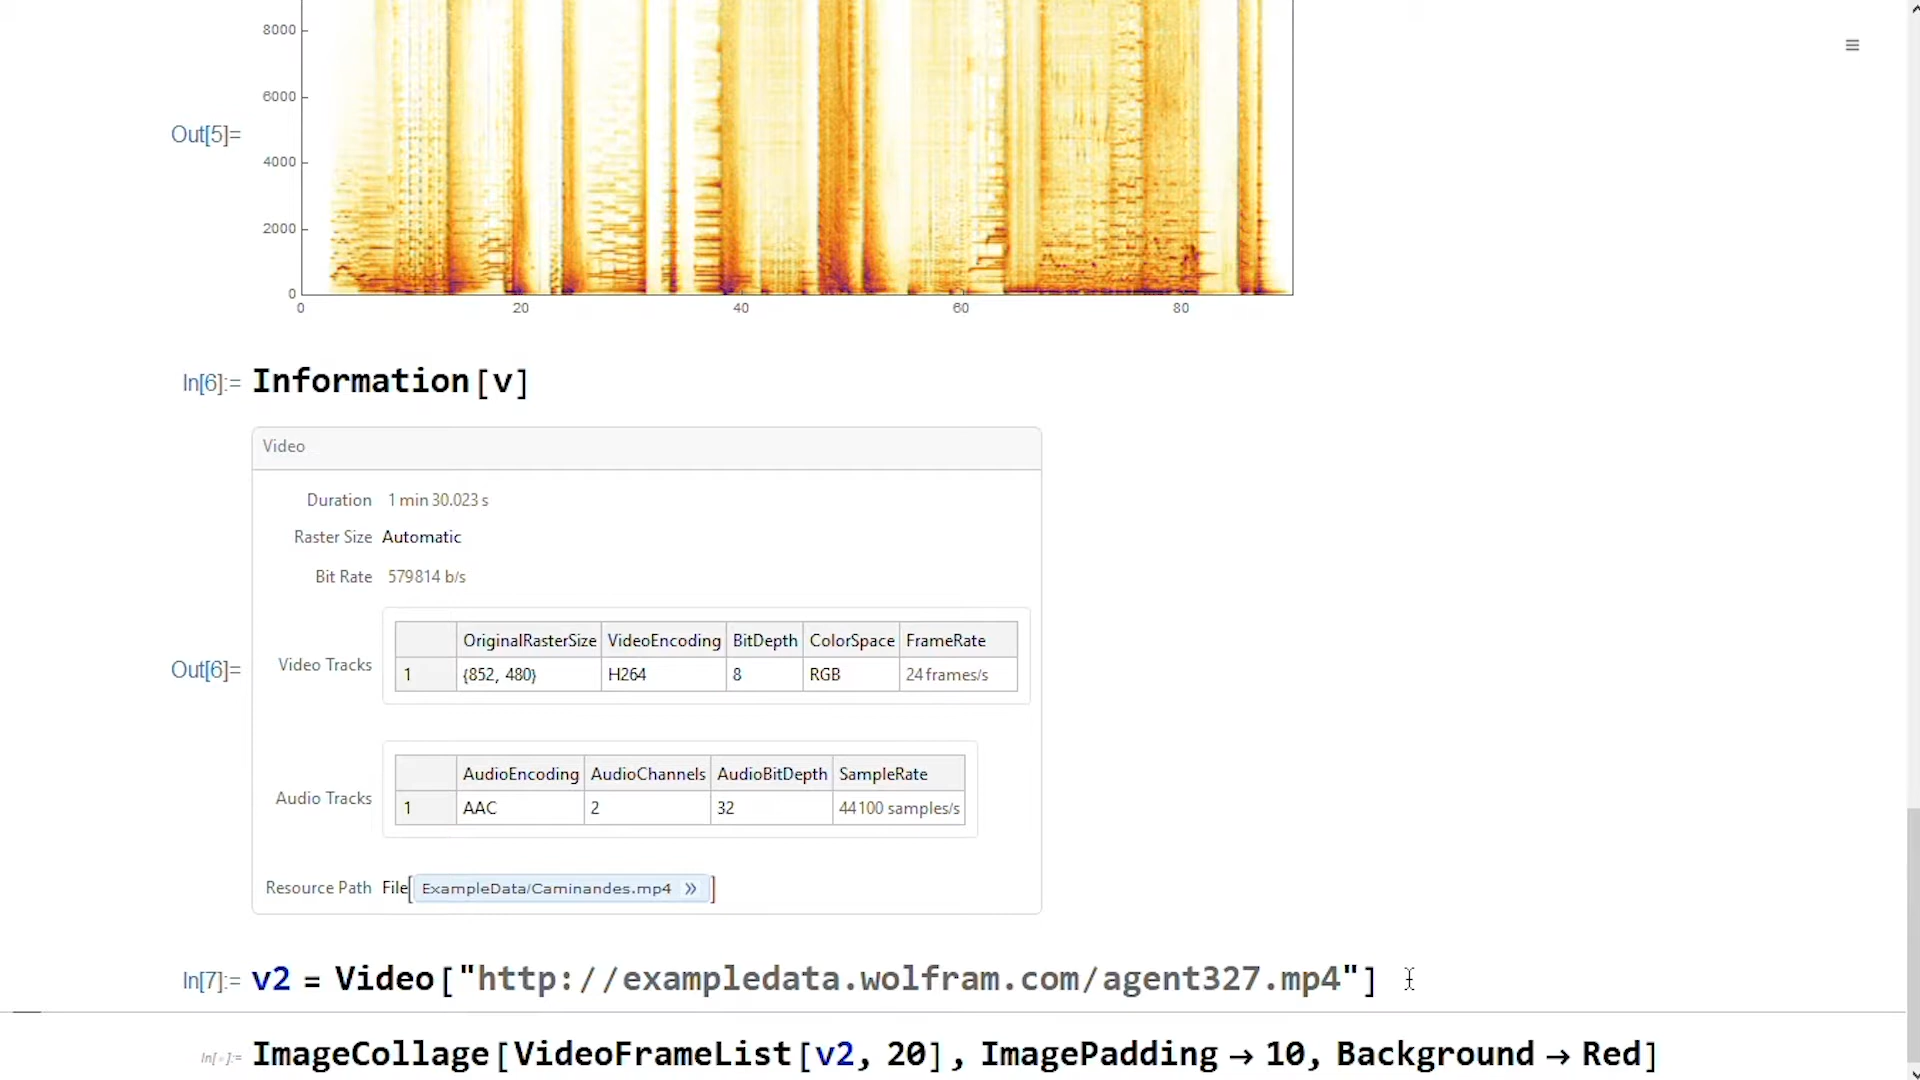 8000
6000
Out[5]=
4000
2000
0
0 20 40 60 80
In[6]:= Information[v]
Video
Duration 1 min 30.023 s
Raster Size Automatic
Bit Rate 579814 b/s
OriginalRasterSize VideoEncoding BitDepth ColorSpace FrameRate
Out[6]= Video Tracks
1 {852, 480} H264 8 RGB 24 frames/s
AudioEncoding AudioChannels AudioBitDepth SampleRate
Audio Tracks
1 AAC 2 32 44100 samples/s
Resource Path File[ExampleData/Caminandes.mp4 »]
In[7]:= v2 = Video["http://exampledata.wolfram.com/agent327.mp4"]
In[◦]:= ImageCollage[VideoFrameList[v2, 20], ImagePadding → 10, Background → Red]